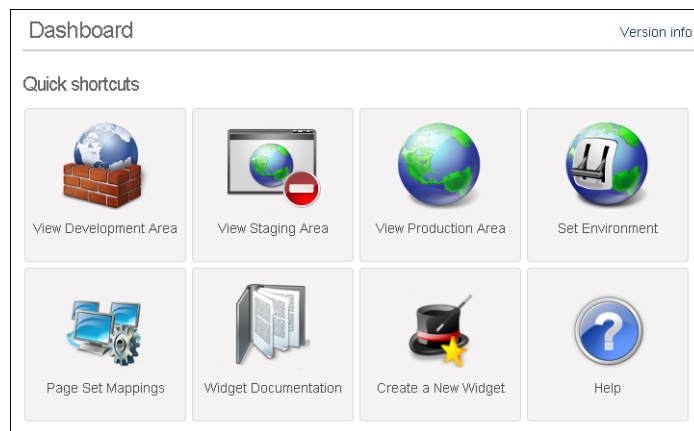 Dashboard
Version info
Quick shortcuts
View Development Area
View Staging Area
View Production Area
Set Environment
Page Set Mappings
Widget Documentation
Create a New Widget
Help